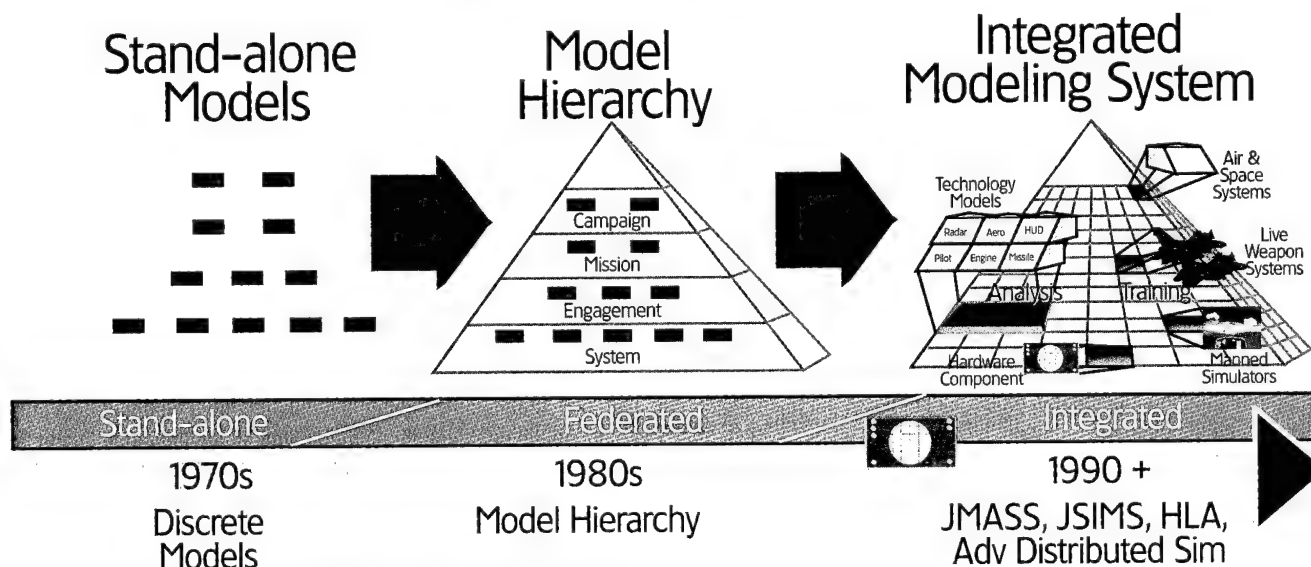 Stand-alone
Models
Model
Hierarchy
Integrated
Modeling System
Campaign
Mission
Engagement
System
Technology
Models
Radar Aero HUD
Pilot Engine Missile
Air &
Space
Systems
Live
Weapon
Systems
Analysis Training
Hardware
Component
Manned
Simulators
Stand-alone Federated Integrated
1970s
Discrete
Models
1980s
Model Hierarchy
1990 +
JMASS, JSIMS, HLA,
Adv Distributed Sim